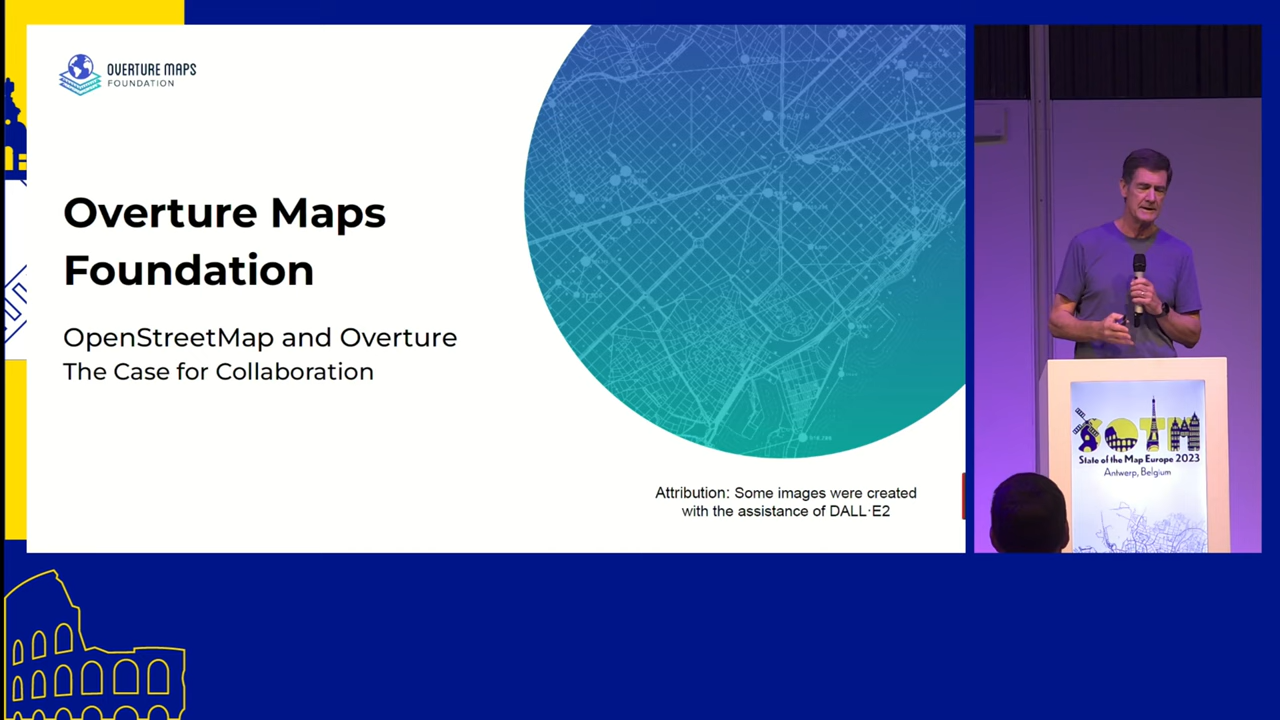 OVERTURE MAPS
FOUNDATION
Overture Maps
Foundation
OpenStreetMap and Overture
The Case for Collaboration
Attribution: Some images were created
with the assistance of DALL·E2
SOTM
State of the Map Europe 2023
Antwerp, Belgium